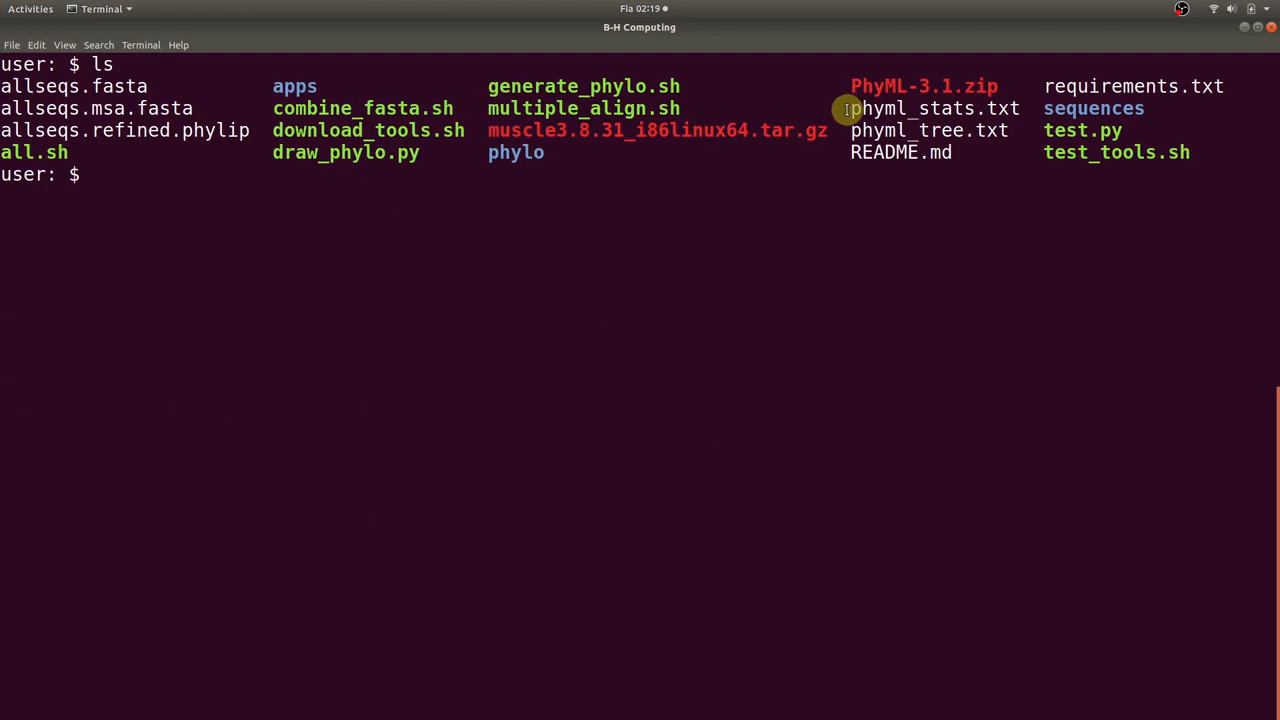 Activities Terminal Fia 02:19
B-H Computing
File Edit View Search Terminal Help
user: $ ls
allseqs.fasta apps generate_phylo.sh PhyML-3.1.zip requirements.txt
allseqs.msa.fasta combine_fasta.sh multiple_align.sh phyml_stats.txt sequences
allseqs.refined.phylip download_tools.sh muscle3.8.31_i86linux64.tar.gz phyml_tree.txt test.py
all.sh draw_phylo.py phylo README.md test_tools.sh
user: $